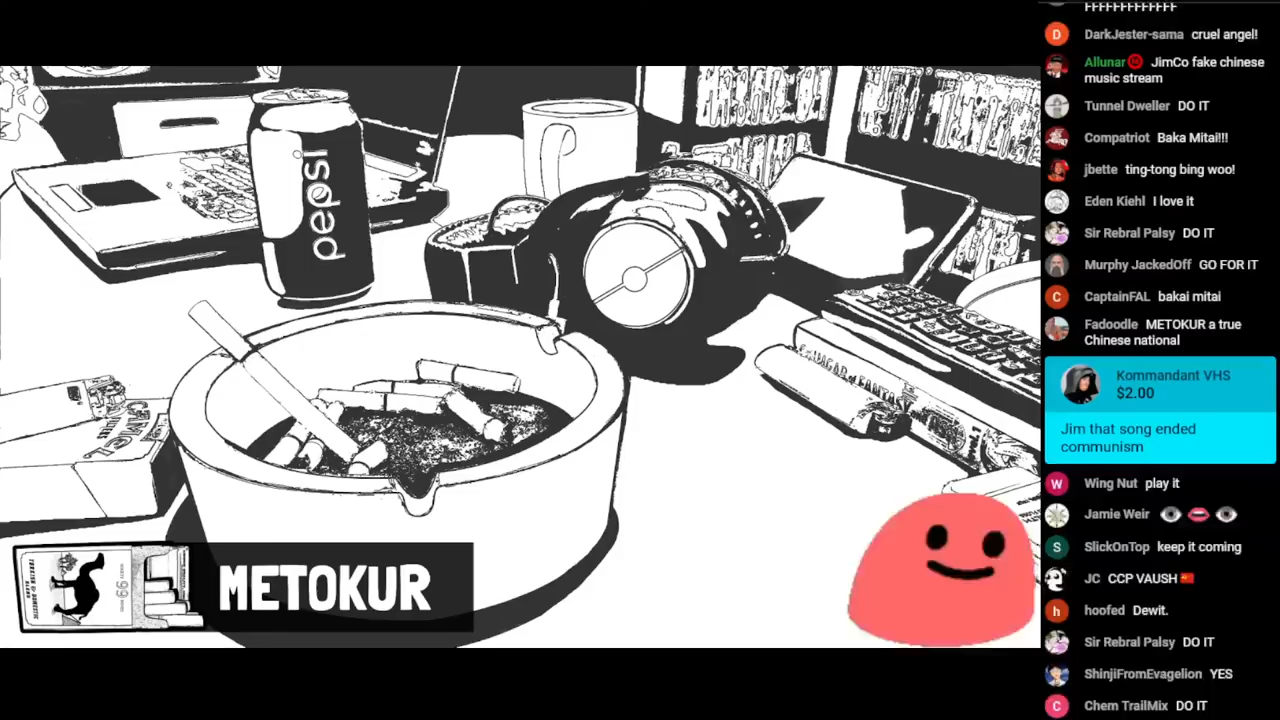 pepsi
CAMEL
METOKUR
FFFFFFFFFFFF
DarkJester-sama cruel angel!
Allunar JimCo fake chinese
music stream
Tunnel Dweller DO IT
Compatriot Baka Mitai!!!
jbette ting-tong bing woo!
Eden Kiehl I love it
Sir Rebral Palsy DO IT
Murphy JackedOff GO FOR IT
C CaptainFAL bakai mitai
Fadoodle METOKUR a true
Chinese national
Kommandant VHS
$2.00
Jim that song ended
communism
W Wing Nut play it
Jamie Weir 👁👄👁
S SlickOnTop keep it coming
JC CCP VAUSH🇨🇳
h hoofed Dewit.
Sir Rebral Palsy DO IT
ShinjiFromEvagelion YES
C Chem TrailMix DO IT